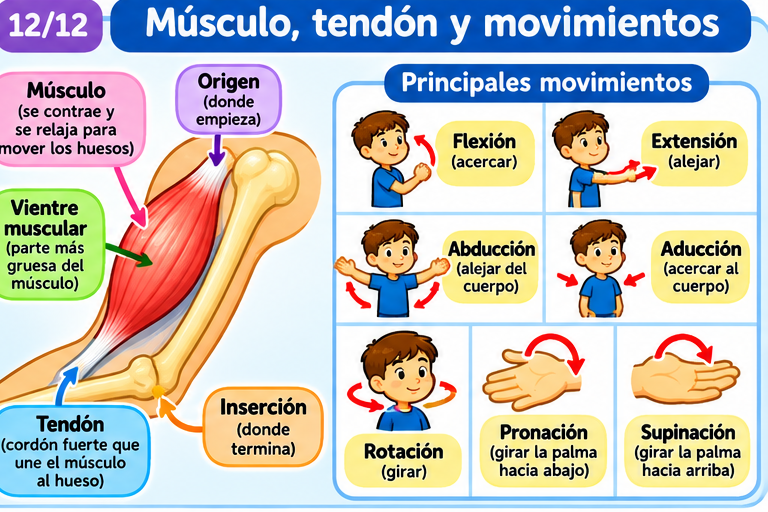 12/12
Músculo, tendón y movimientos
Músculo
(se contrae y
se relaja para
mover los huesos)
Origen
(donde
empieza)
Vientre
muscular
(parte más
gruesa del
músculo)
Tendón
(cordón fuerte que
une el músculo
al hueso)
Inserción
(donde
termina)
Principales movimientos
Flexión
(acercar)
Extensión
(alejar)
Abducción
(alejar del
cuerpo)
Aducción
(acercar al
cuerpo)
Rotación
(girar)
Pronación
(girar la palma
hacia abajo)
Supinación
(girar la palma
hacia arriba)